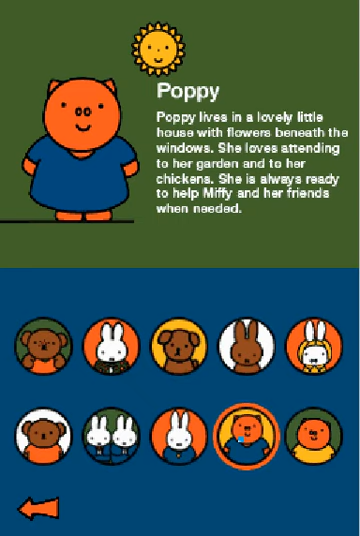 Poppy
Poppy lives in a lovely little
house with flowers beneath the
windows. She loves attending
to her garden and to her
chickens. She is always ready
to help Miffy and her friends
when needed.